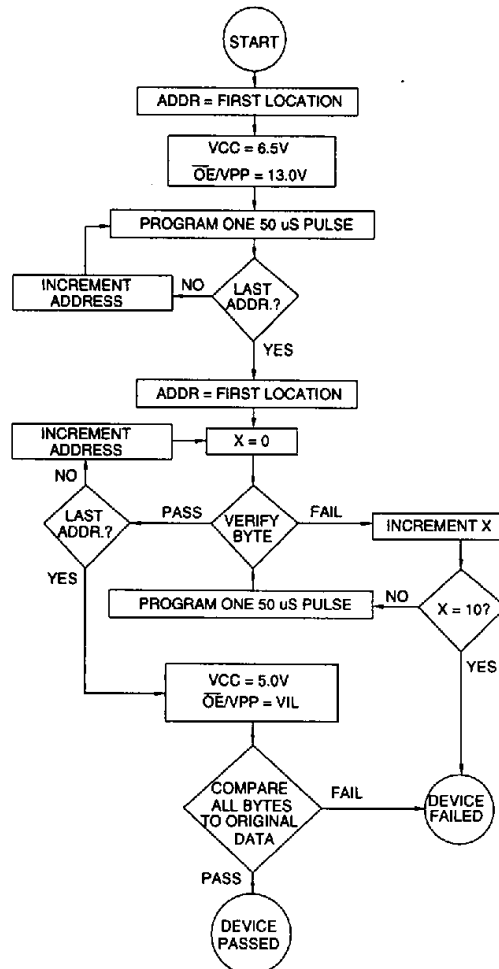 START
ADDR = FIRST LOCATION
VCC = 6.5V
O̅E̅/VPP = 13.0V
PROGRAM ONE 50 uS PULSE
INCREMENT
ADDRESS
NO
LAST
ADDR.?
YES
ADDR = FIRST LOCATION
INCREMENT
ADDRESS
X = 0
NO
LAST
ADDR.?
PASS
VERIFY
BYTE
FAIL
INCREMENT X
YES
PROGRAM ONE 50 uS PULSE
NO
X = 10?
YES
VCC = 5.0V
O̅E̅/VPP = VIL
COMPARE
ALL BYTES
TO ORIGINAL
DATA
FAIL
DEVICE
FAILED
PASS
DEVICE
PASSED